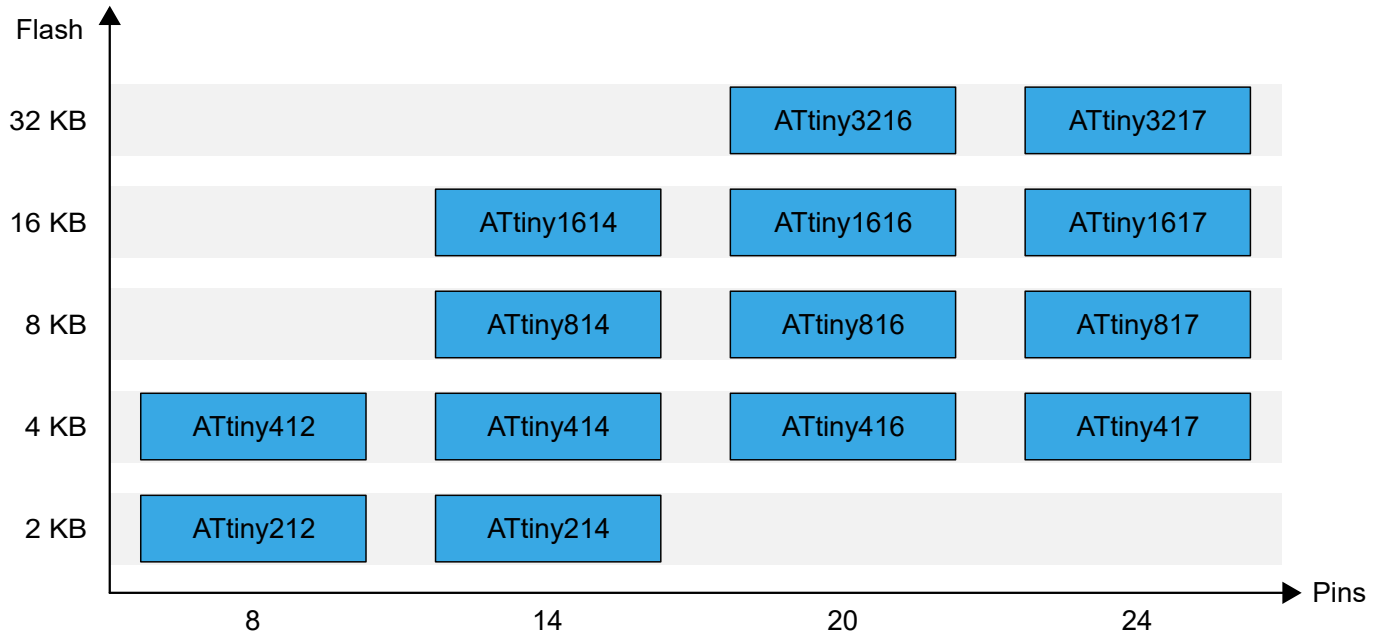 Flash
32 KB ATtiny3216 ATtiny3217
16 KB ATtiny1614 ATtiny1616 ATtiny1617
8 KB ATtiny814 ATtiny816 ATtiny817
4 KB ATtiny412 ATtiny414 ATtiny416 ATtiny417
2 KB ATtiny212 ATtiny214
Pins
8 14 20 24